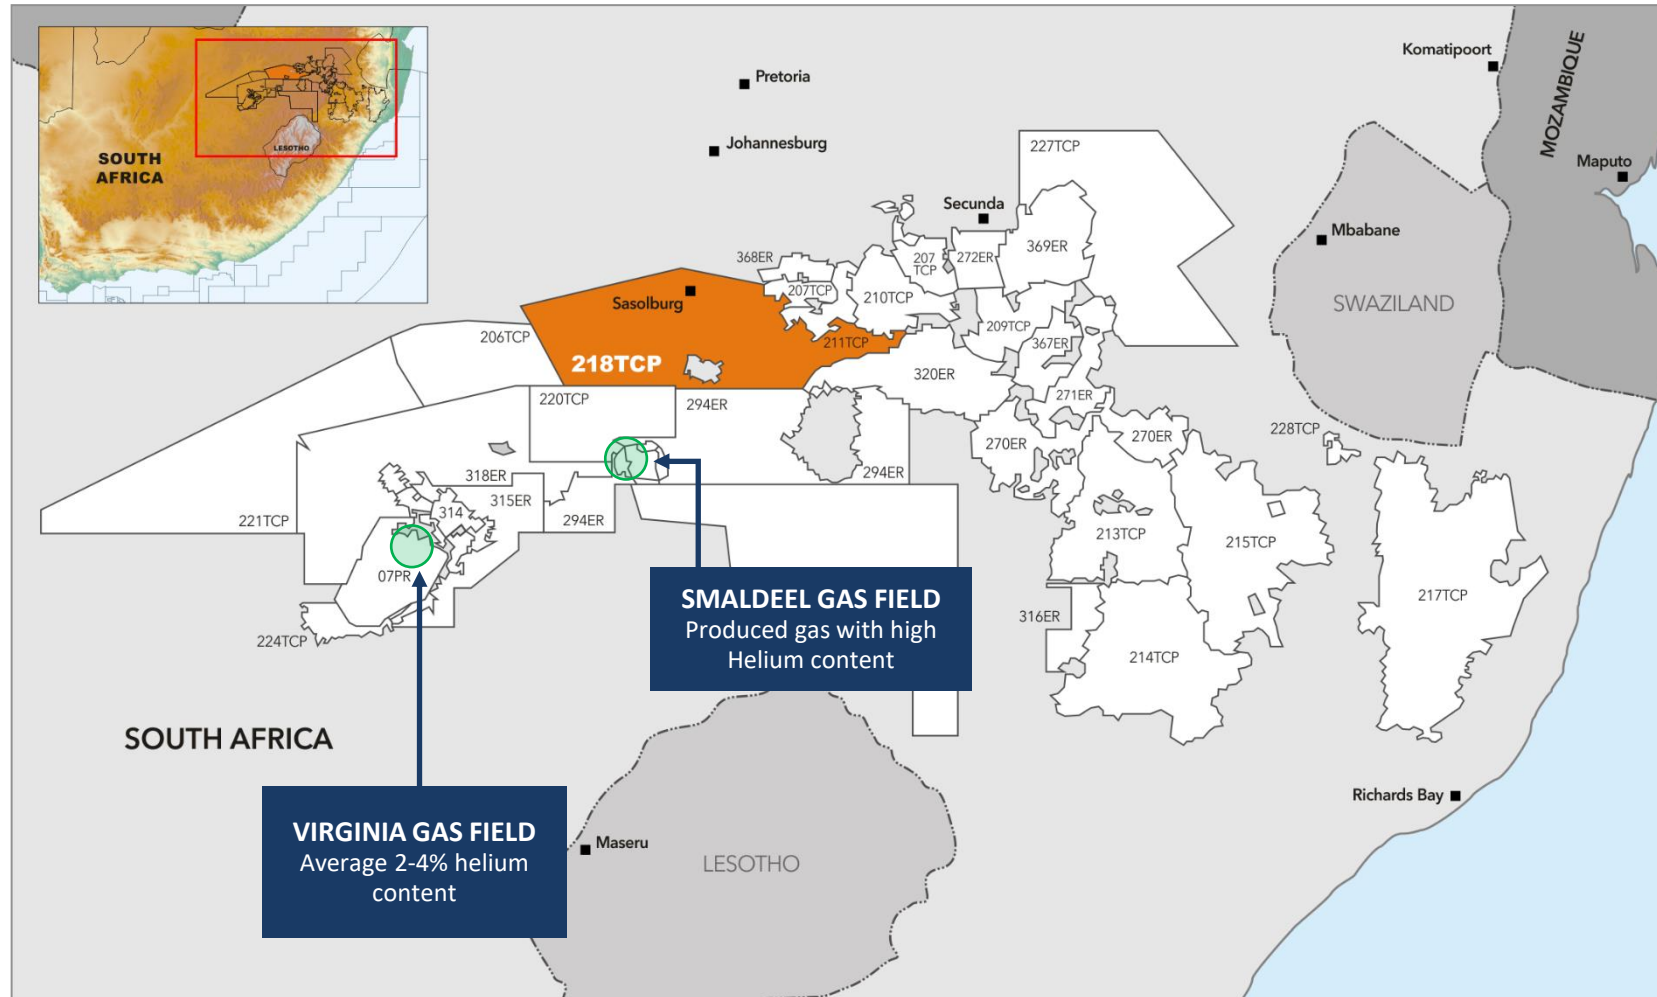 SOUTH
AFRICA
LESOTHO
Pretoria
Johannesburg
Komatipoort
MOZAMBIQUE
Maputo
227TCP
Secunda
Mbabane
368ER
207
TCP
272ER
369ER
207TCP
210TCP
Sasolburg
SWAZILAND
206TCP
211TCP
209TCP
367ER
218TCP
320ER
220TCP
294ER
271ER
270ER
270ER
228TCP
318ER
294ER
315ER
314
221TCP
294ER
213TCP
215TCP
07PR
217TCP
SMALDEEL GAS FIELD
Produced gas with high
Helium content
316ER
224TCP
214TCP
SOUTH AFRICA
Richards Bay
VIRGINIA GAS FIELD
Average 2-4% helium
content
Maseru
LESOTHO